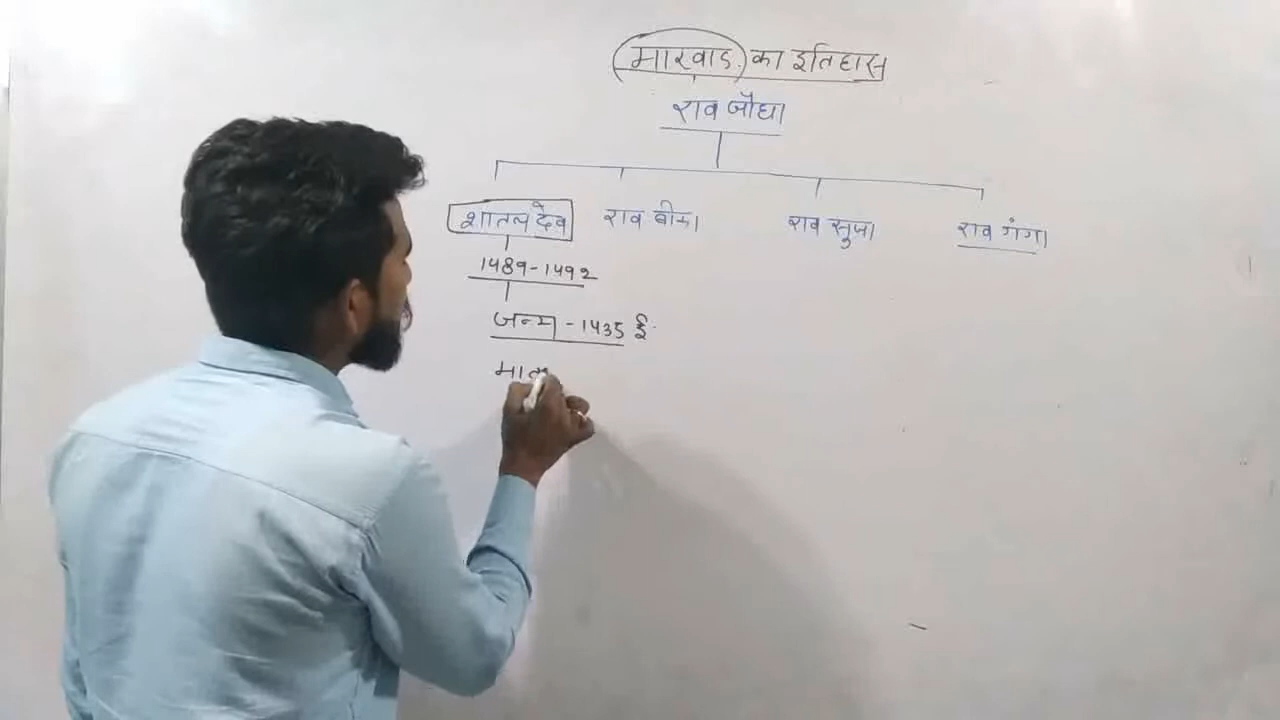 मारवाड का इतिहास
राव जोधा
शातल देव राव बीका राव सुजा राव गंगा
1489-1492
जन्म - 1435 ई.
मात